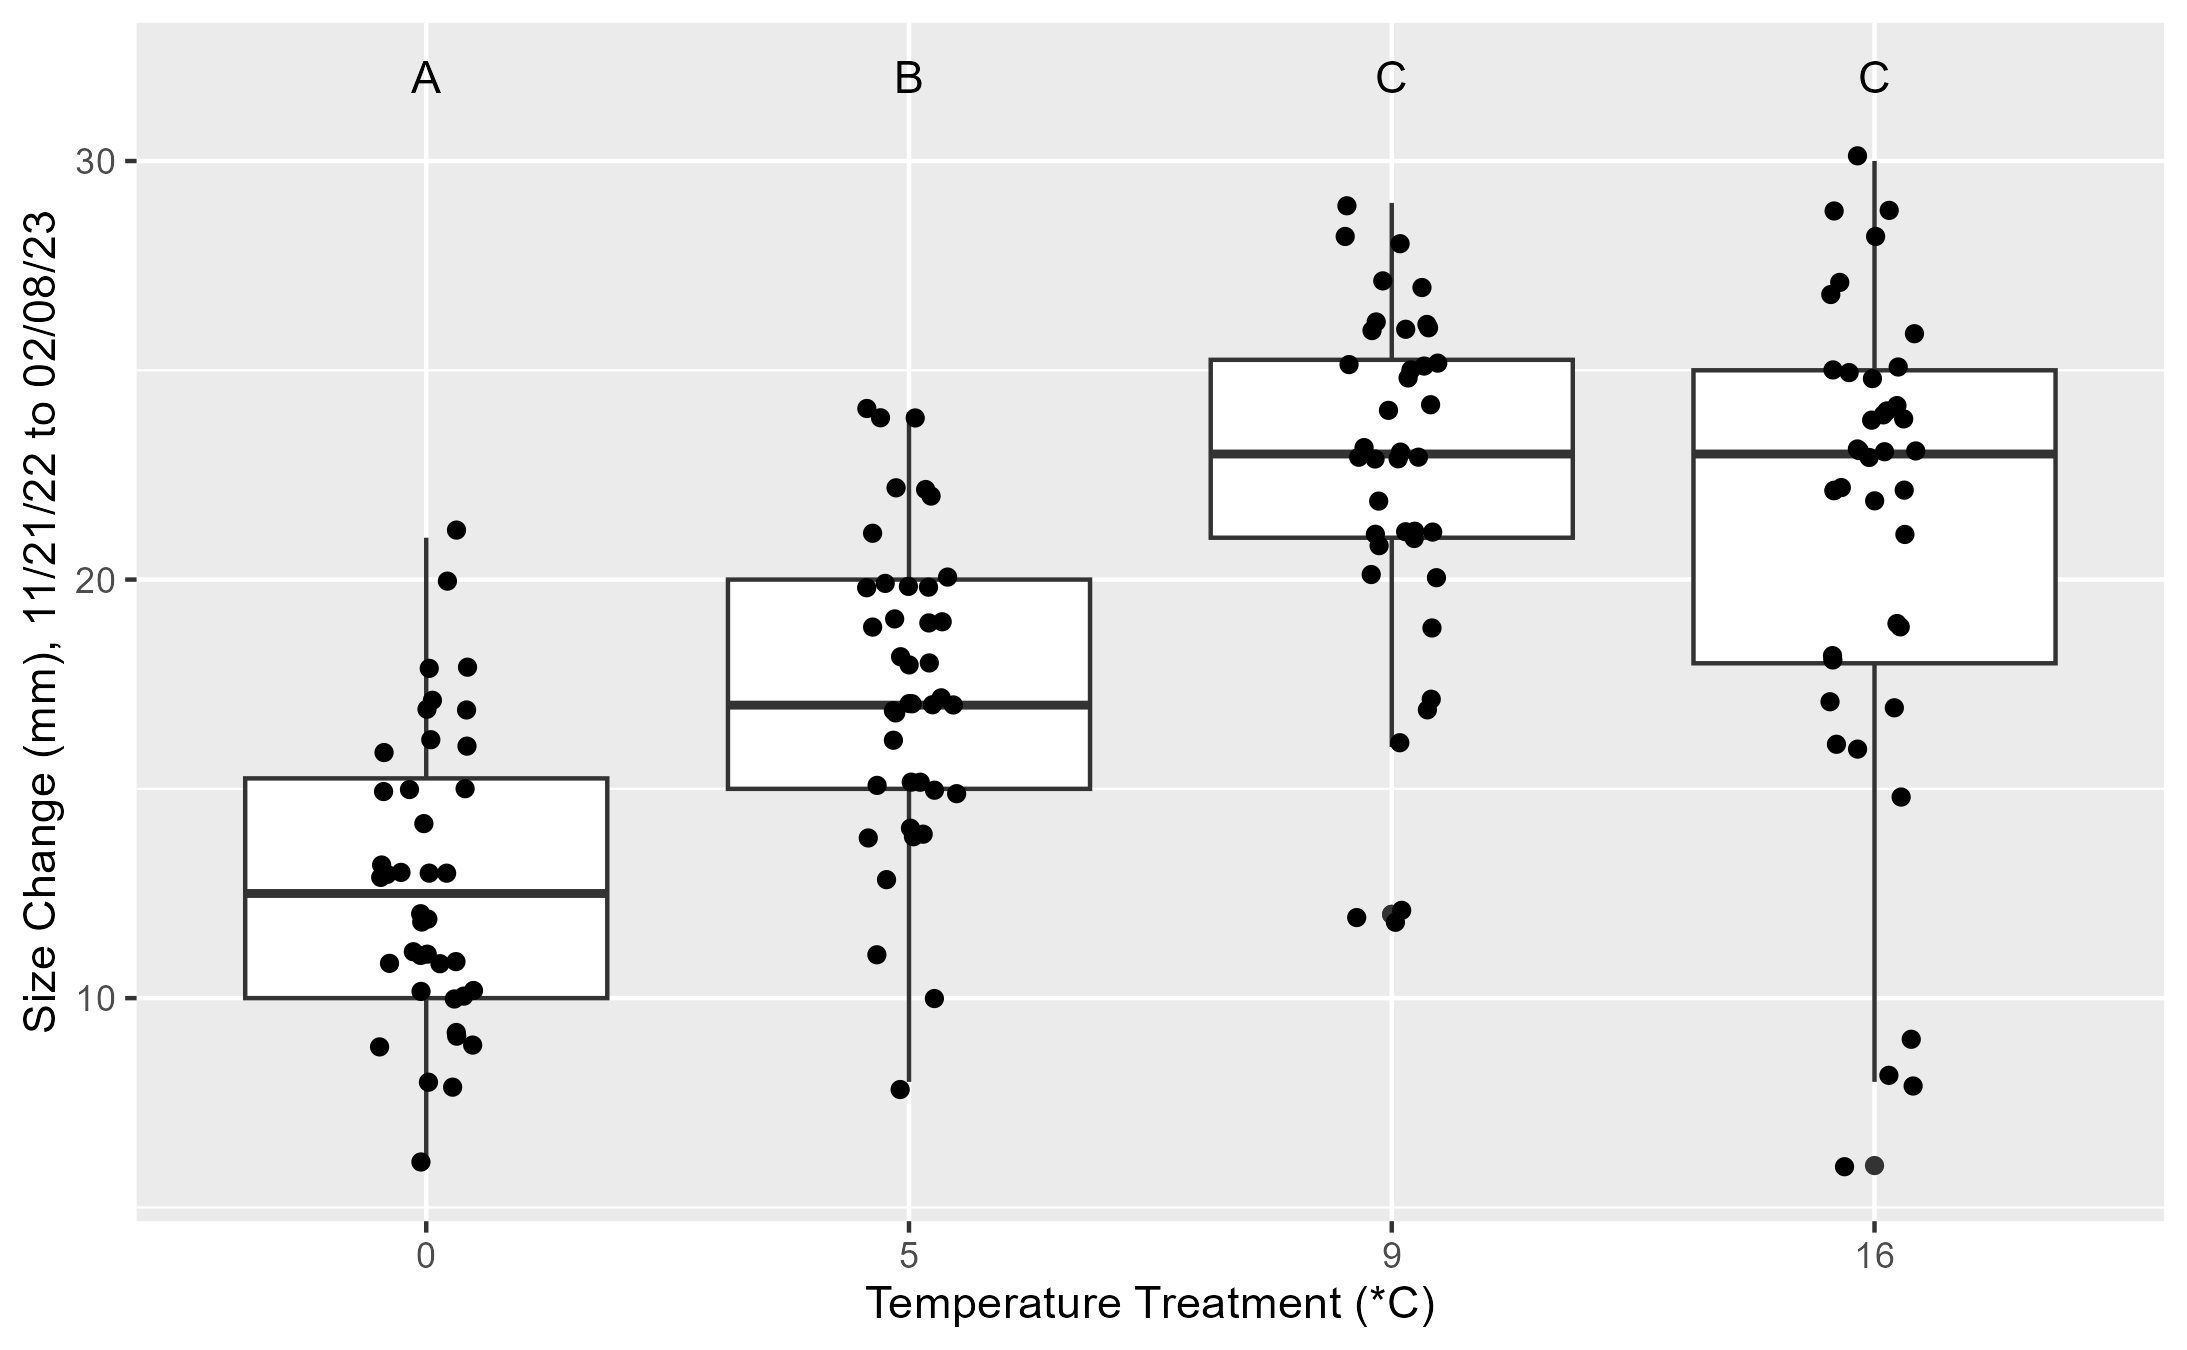 A B C C
30
20
10
Size Change (mm), 11/21/22 to 02/08/23
0 5 9 16
Temperature Treatment (*C)